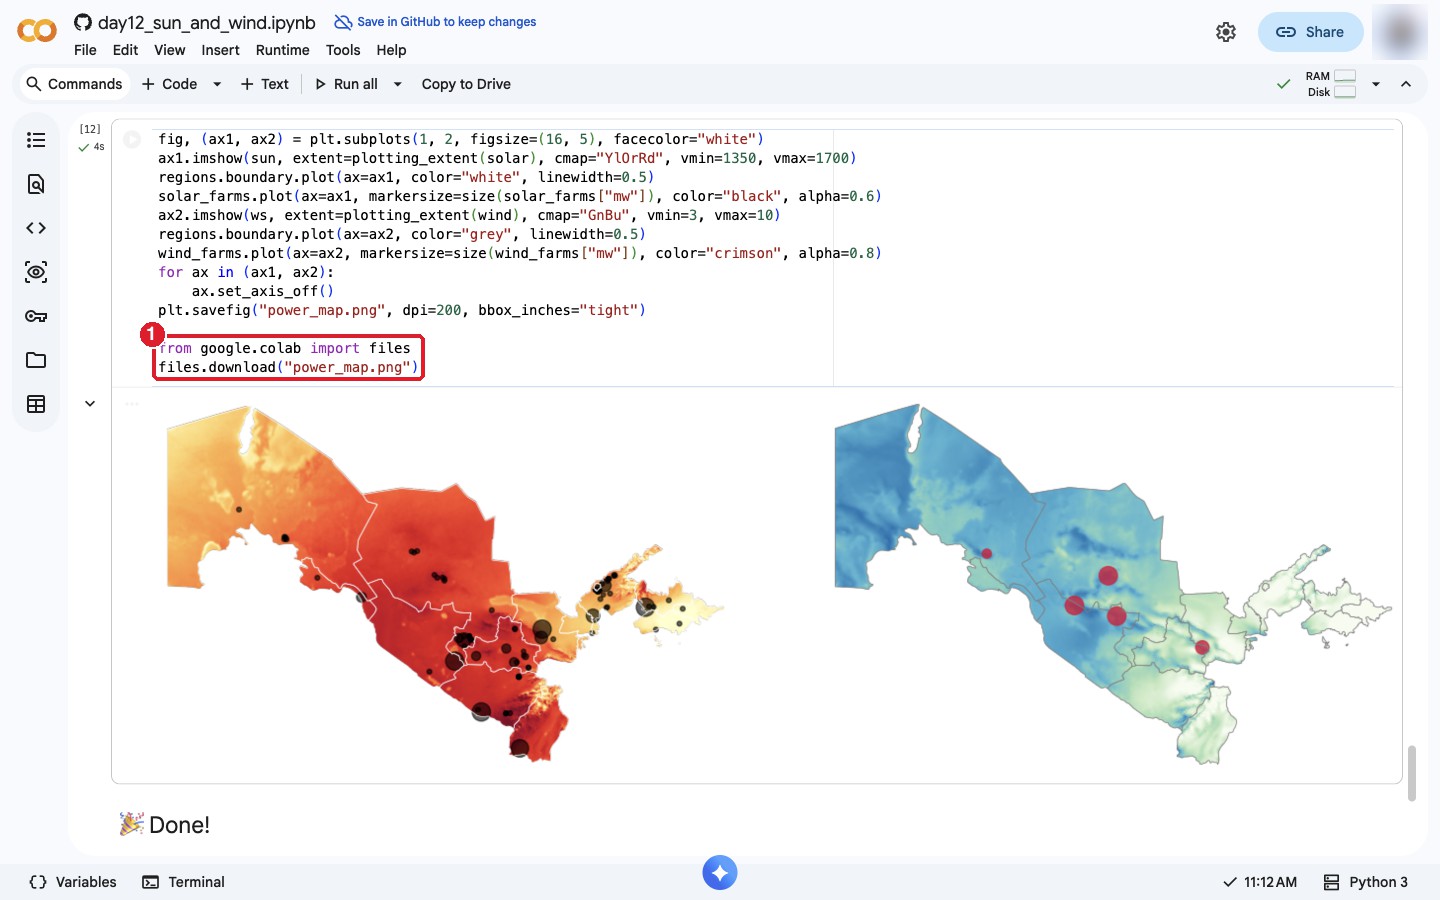 day12_sun_and_wind.ipynb
Save in GitHub to keep changes
File Edit View Insert Runtime Tools Help
Share
Commands + Code + Text Run all Copy to Drive
RAM
Disk
[12]
4s
fig, (ax1, ax2) = plt.subplots(1, 2, figsize=(16, 5), facecolor="white")
ax1.imshow(sun, extent=plotting_extent(solar), cmap="YlOrRd", vmin=1350, vmax=1700)
regions.boundary.plot(ax=ax1, color="white", linewidth=0.5)
solar_farms.plot(ax=ax1, markersize=size(solar_farms["mw"]), color="black", alpha=0.6)
ax2.imshow(ws, extent=plotting_extent(wind), cmap="GnBu", vmin=3, vmax=10)
regions.boundary.plot(ax=ax2, color="grey", linewidth=0.5)
wind_farms.plot(ax=ax2, markersize=size(wind_farms["mw"]), color="crimson", alpha=0.8)
for ax in (ax1, ax2):
    ax.set_axis_off()
plt.savefig("power_map.png", dpi=200, bbox_inches="tight")
1
from google.colab import files
files.download("power_map.png")
🎉 Done!
Variables Terminal
11:12 AM Python 3